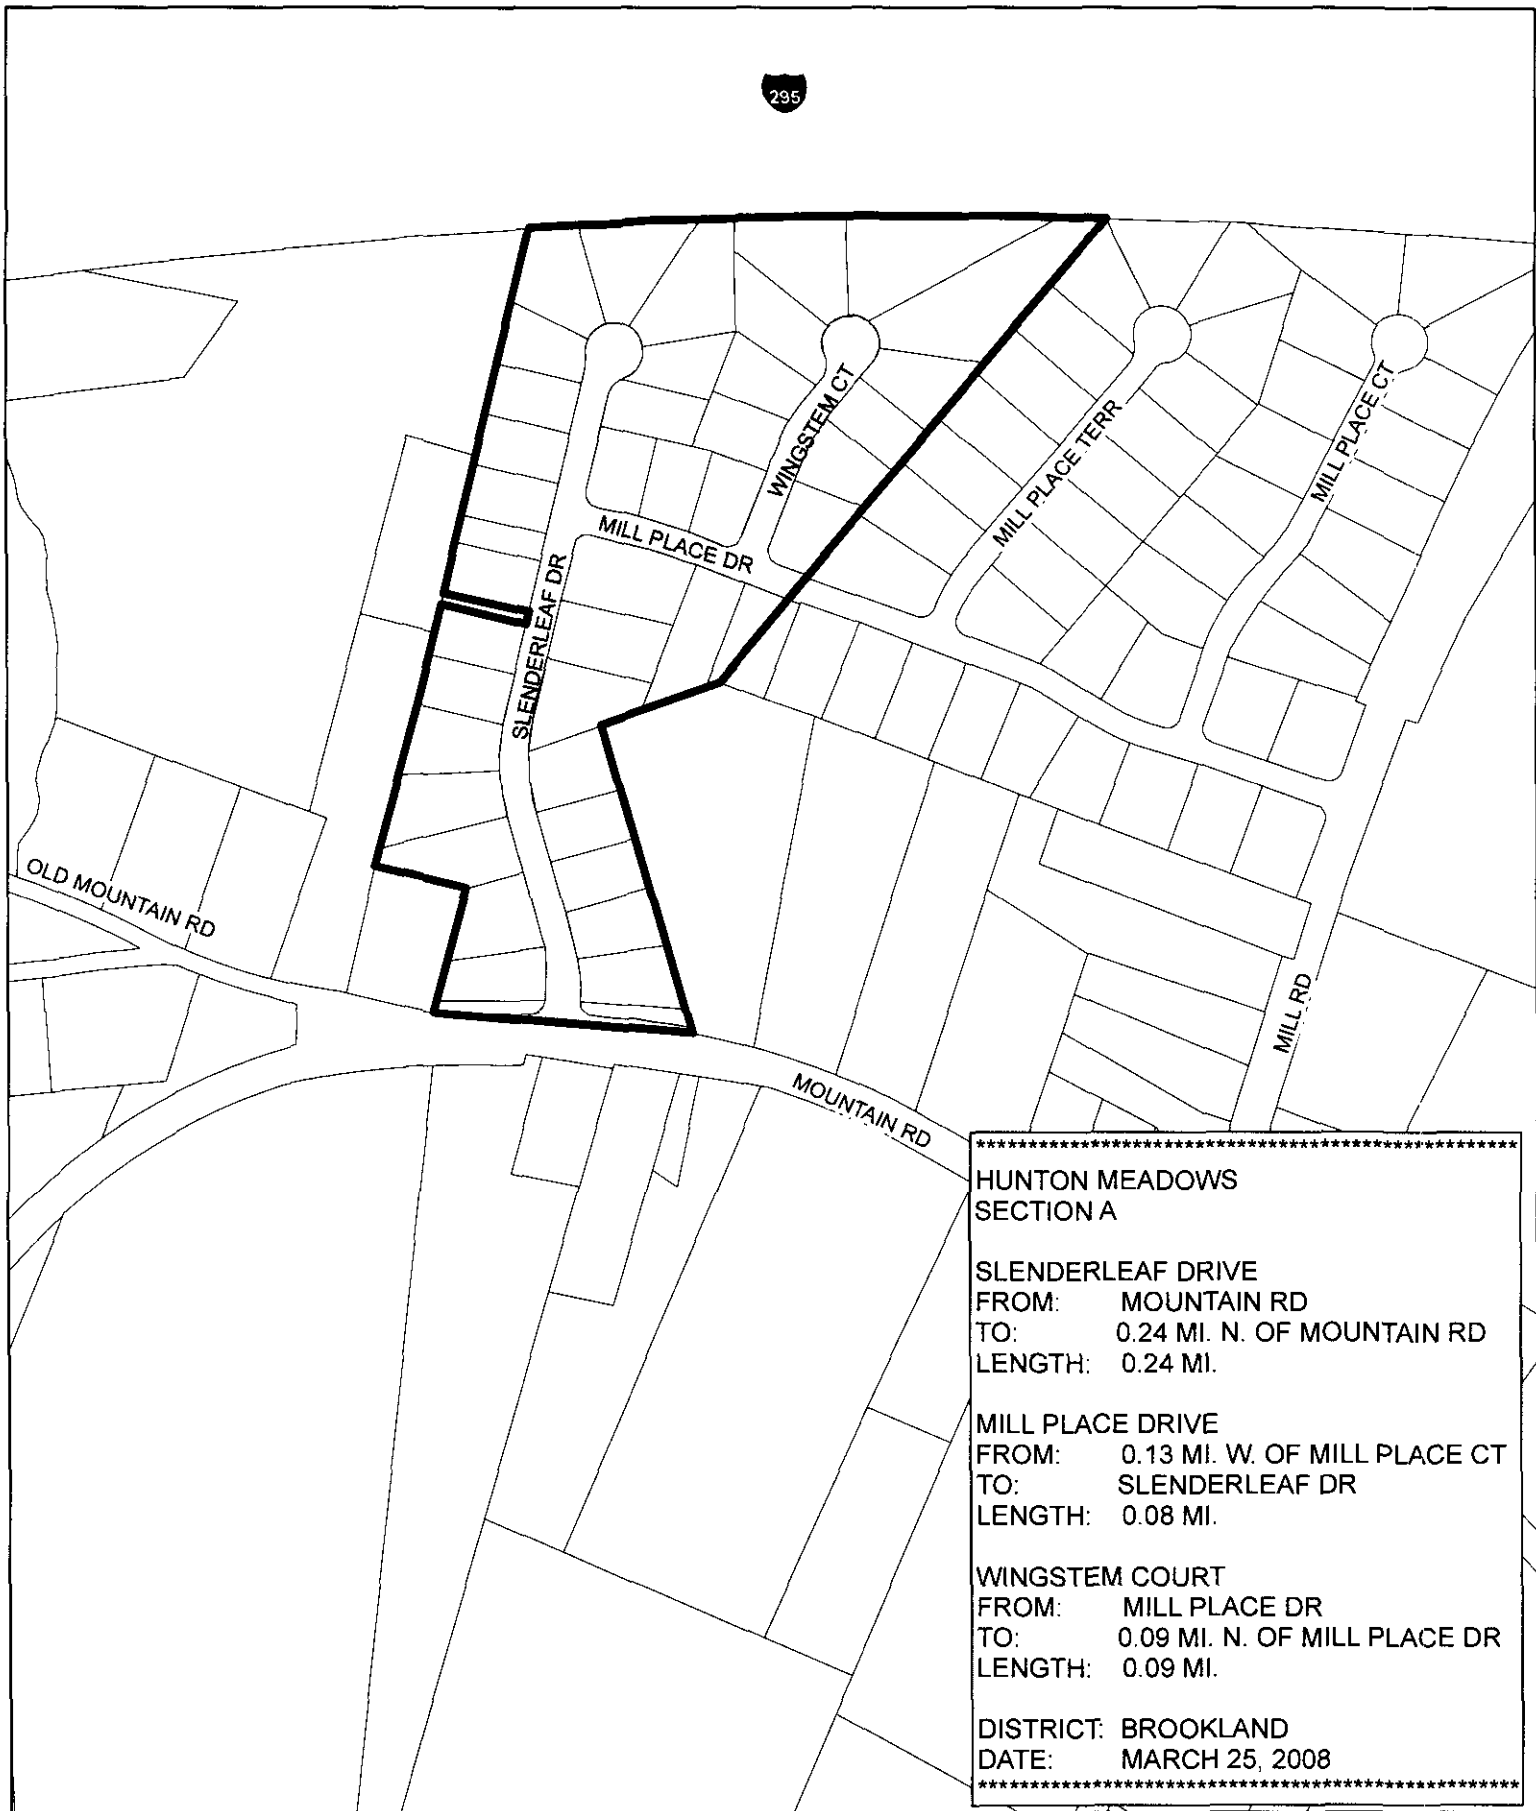 295
WINGSTEM CT
MILL PLACE TERR
MILL PLACE CT
MILL PLACE DR
SLENDERLEAF DR
OLD MOUNTAIN RD
MILL RD
MOUNTAIN RD
**********************************************************
HUNTON MEADOWS
SECTION A
SLENDERLEAF DRIVE
FROM: MOUNTAIN RD
TO: 0.24 MI. N. OF MOUNTAIN RD
LENGTH: 0.24 MI.
MILL PLACE DRIVE
FROM: 0.13 MI. W. OF MILL PLACE CT
TO: SLENDERLEAF DR
LENGTH: 0.08 MI.
WINGSTEM COURT
FROM: MILL PLACE DR
TO: 0.09 MI. N. OF MILL PLACE DR
LENGTH: 0.09 MI.
DISTRICT: BROOKLAND
DATE: MARCH 25, 2008
**********************************************************